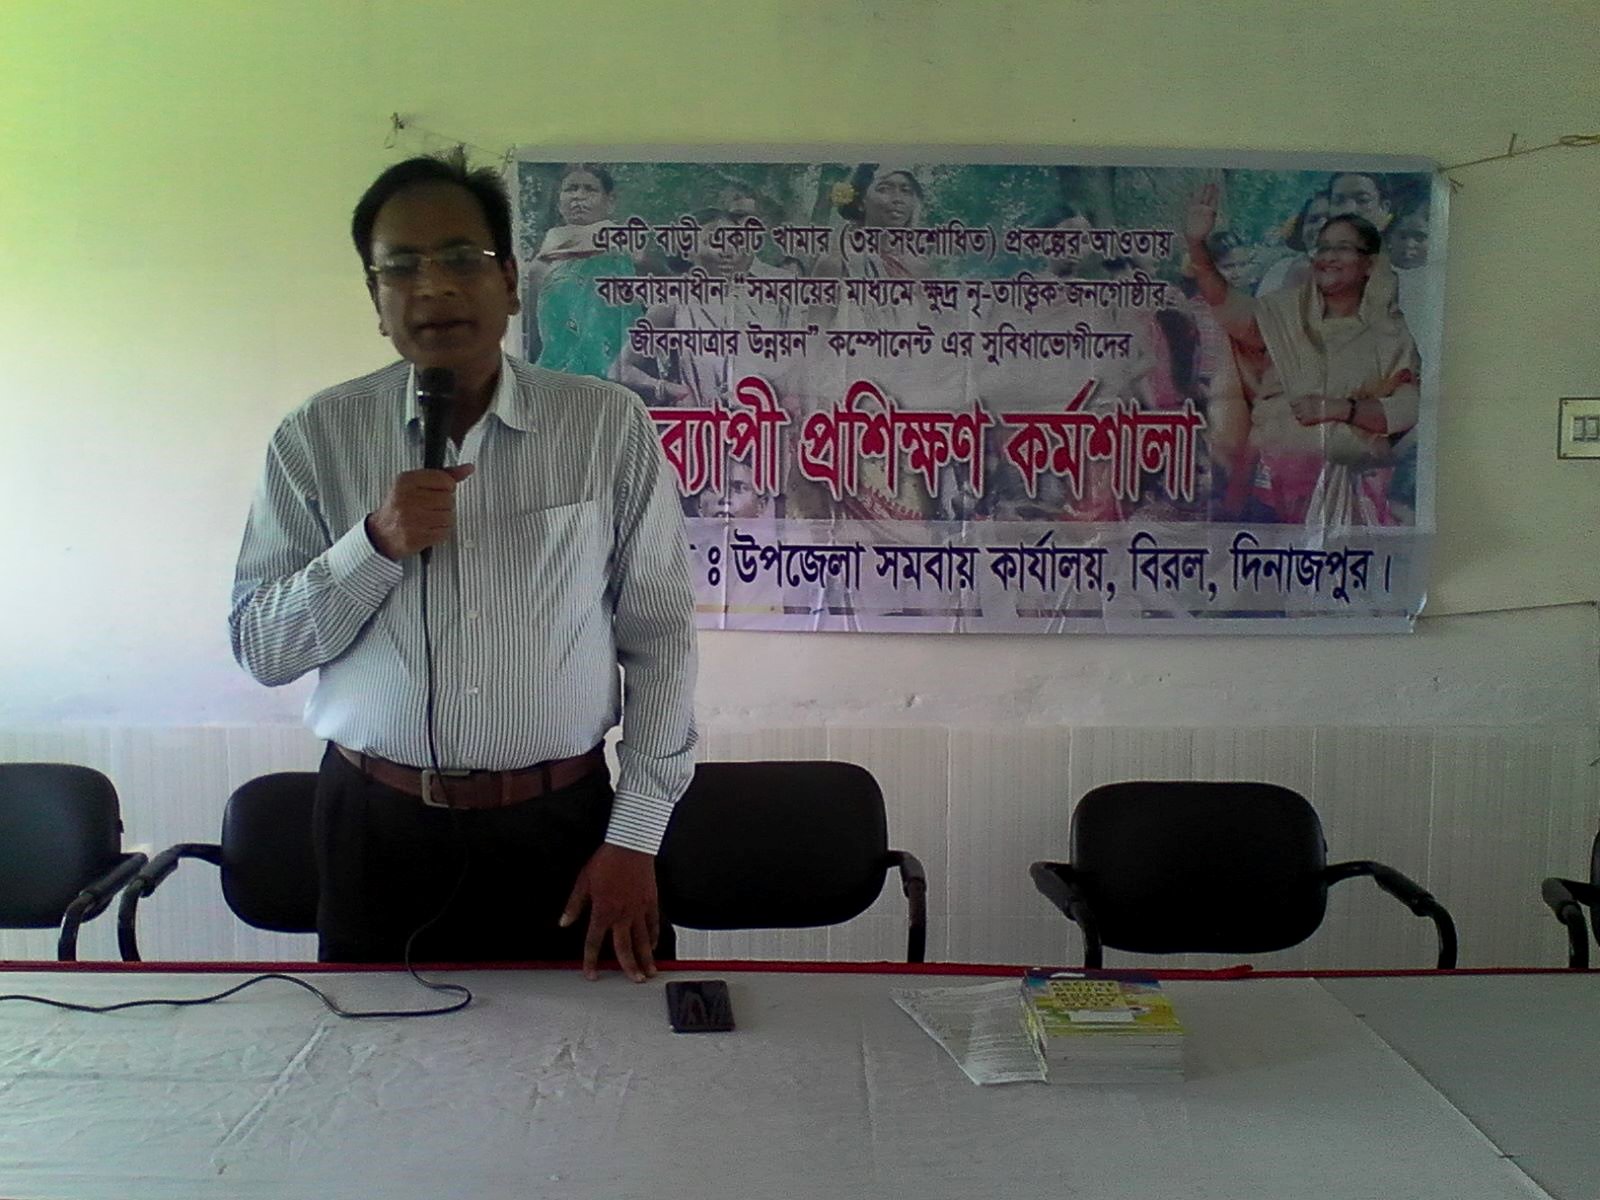 একটি বাড়ী একটি খামার (৩য় সংশোধিত) প্রকল্পের আওতায়
বাস্তবায়নাধীন "সমবায়ের মাধ্যমে ক্ষুদ্র নৃ-তাত্ত্বিক জনগোষ্ঠীর
জীবনযাত্রার উন্নয়ন" কম্পোনেন্ট এর সুবিধাভোগীদের
ব্যাপী প্রশিক্ষণ কর্মশালা
ঃ উপজেলা সমবায় কার্যালয়, বিরল, দিনাজপুর।